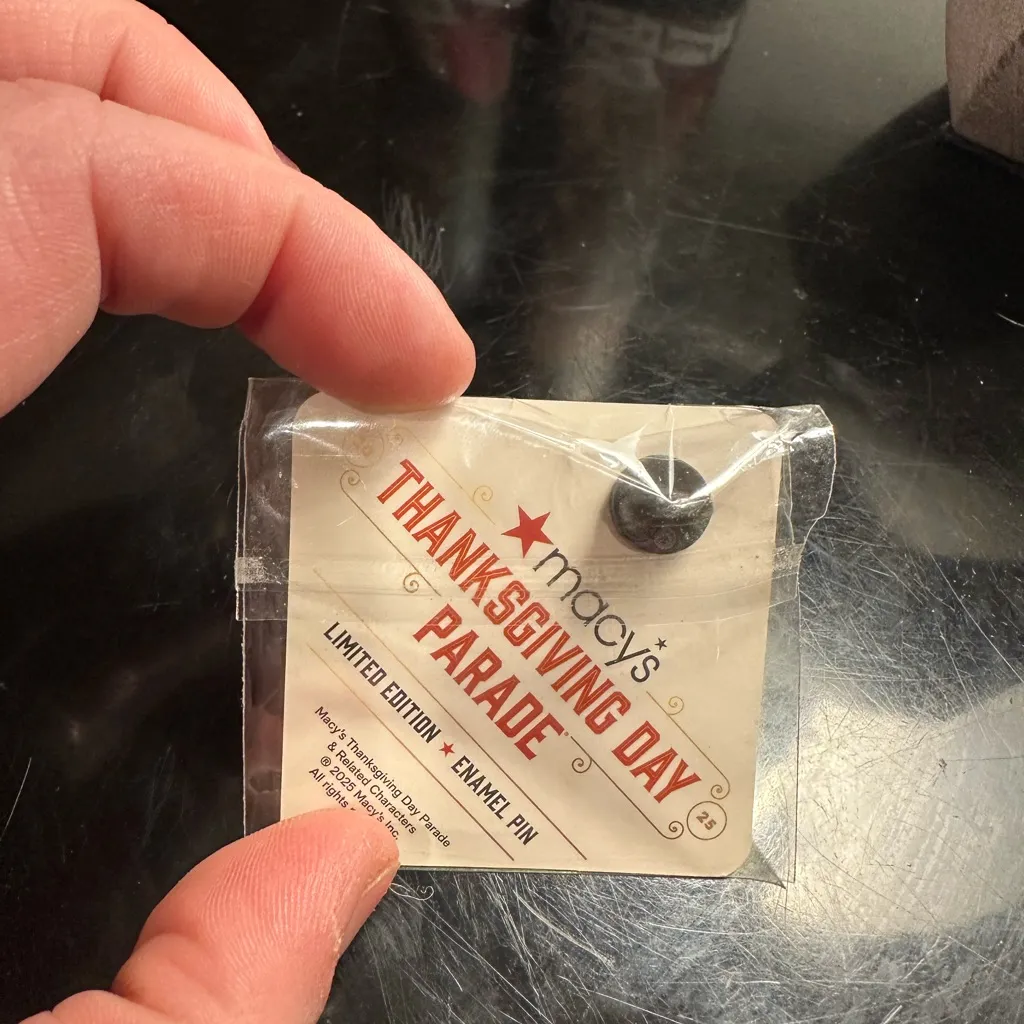 macy's
THANKSGIVING DAY
PARADE
LIMITED EDITION ★ ENAMEL PIN
Macy's Thanksgiving Day Parade
& Related Characters
® 2025 Macy's Inc.
All rights
25